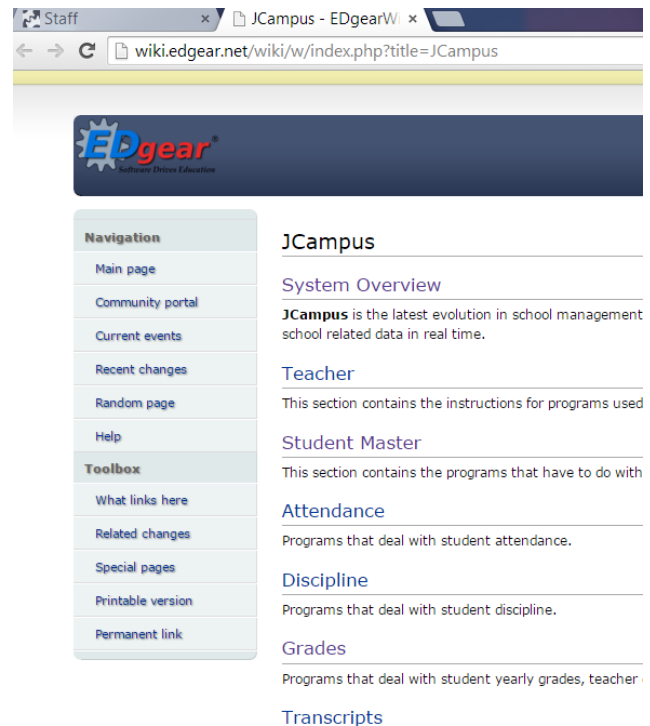 Staff
JCampus - EDgearWi
wiki.edgear.net/wiki/w/index.php?title=JCampus
EDgear®
Software Drives Education
Navigation
Main page
Community portal
Current events
Recent changes
Random page
Help
Toolbox
What links here
Related changes
Special pages
Printable version
Permanent link
JCampus
System Overview
JCampus is the latest evolution in school management
school related data in real time.
Teacher
This section contains the instructions for programs used
Student Master
This section contains the programs that have to do with
Attendance
Programs that deal with student attendance.
Discipline
Programs that deal with student discipline.
Grades
Programs that deal with student yearly grades, teacher
Transcripts